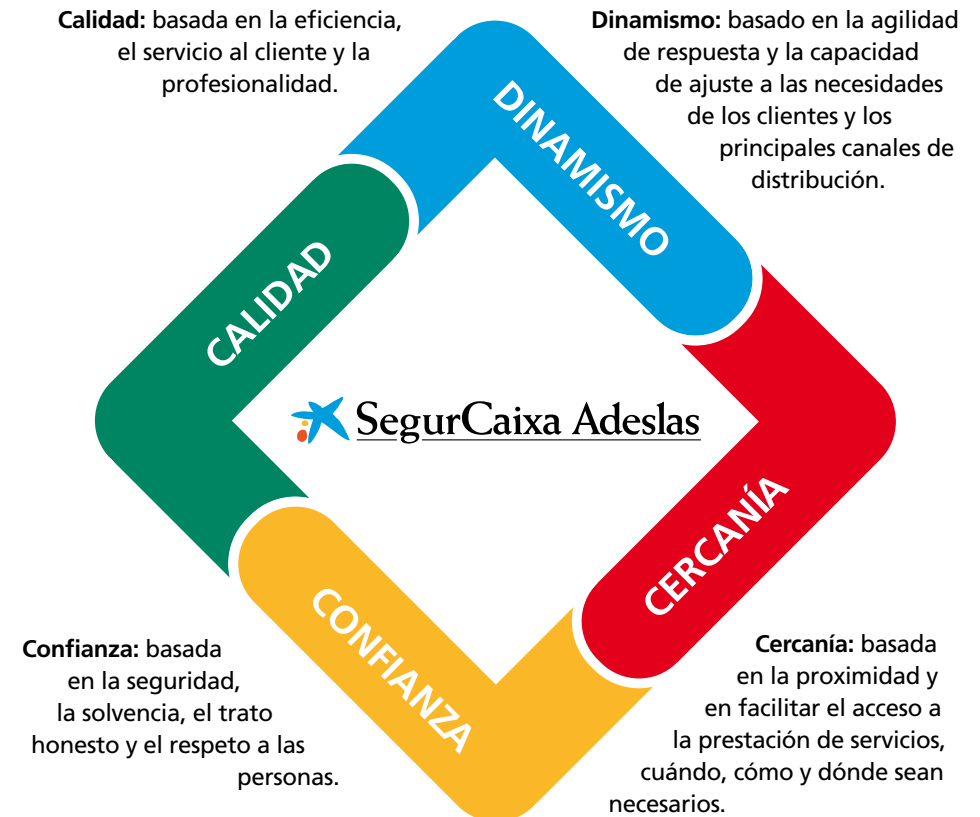 Calidad: basada en la eficiencia,
el servicio al cliente y la
profesionalidad.
Dinamismo: basado en la agilidad
de respuesta y la capacidad
de ajuste a las necesidades
de los clientes y los
principales canales de
distribución.
DINAMISMO
CALIDAD
SegurCaixa Adeslas
CERCANÍA
CONFIANZA
Confianza: basada
en la seguridad,
la solvencia, el trato
honesto y el respeto a las
personas.
Cercanía: basada
en la proximidad y
en facilitar el acceso a
la prestación de servicios,
cuándo, cómo y dónde sean
necesarios.